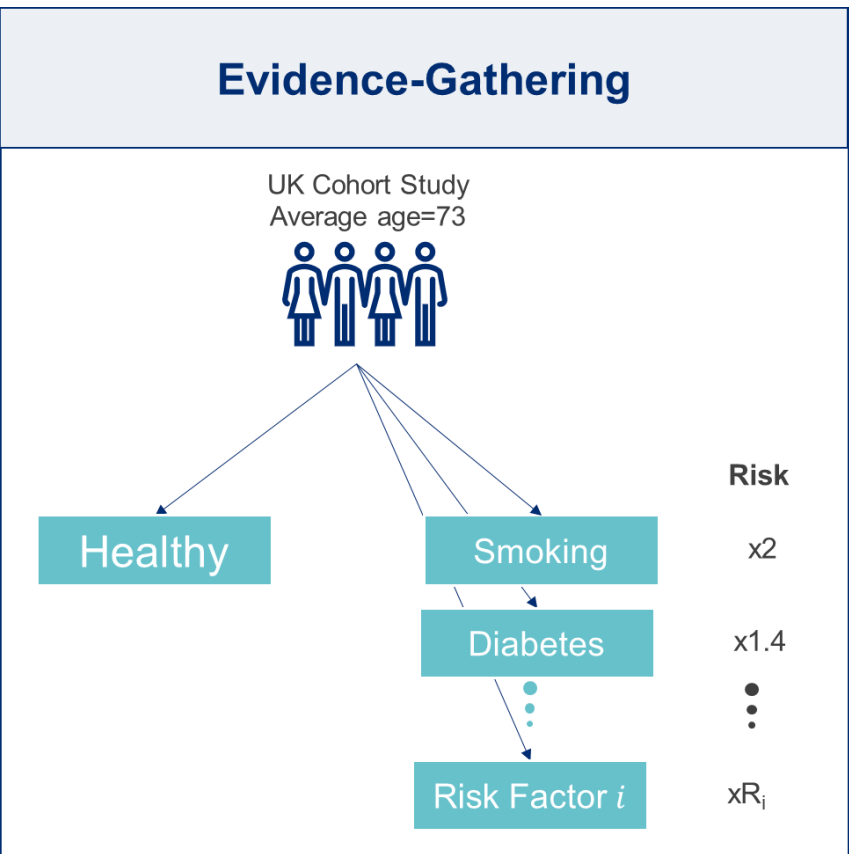 Evidence-Gathering
UK Cohort Study
Average age=73
Risk
Healthy
Smoking
x2
Diabetes
x1.4
Risk Factor i
xRi